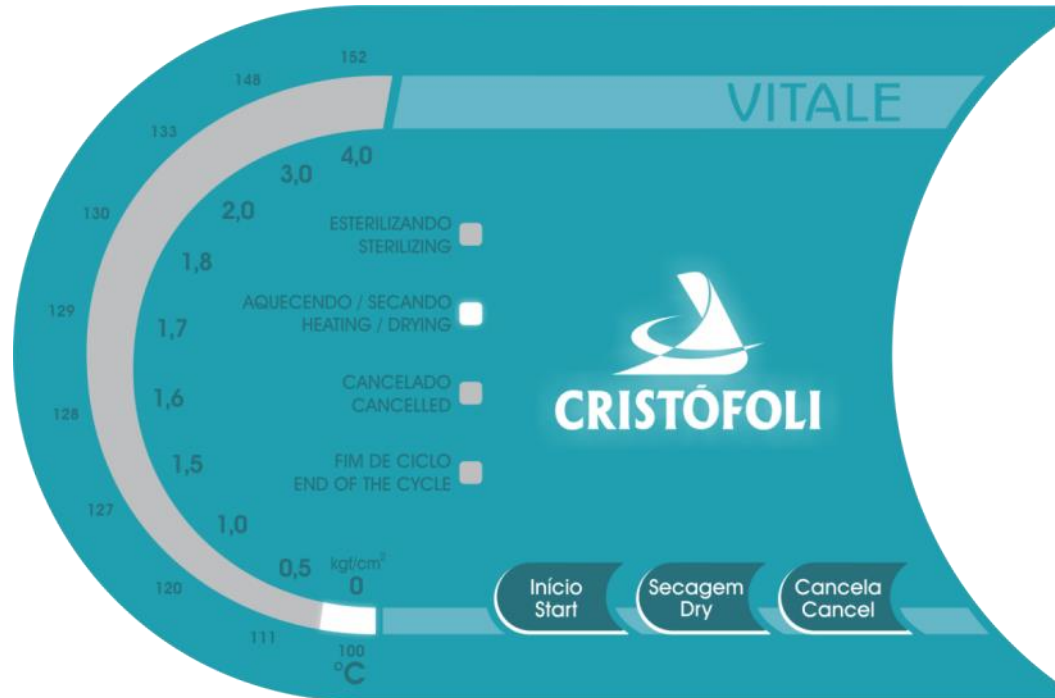 152
148
133
130
129
128
127
120
111
100
°C
4,0
3,0
2,0
1,8
1,7
1,6
1,5
1,0
0,5
kgf/cm²
0
VITALE
ESTERILIZANDO
STERILIZING
AQUECENDO / SECANDO
HEATING / DRYING
CANCELADO
CANCELLED
FIM DE CICLO
END OF THE CYCLE
CRISTÓFOLI
Início
Start
Secagem
Dry
Cancela
Cancel